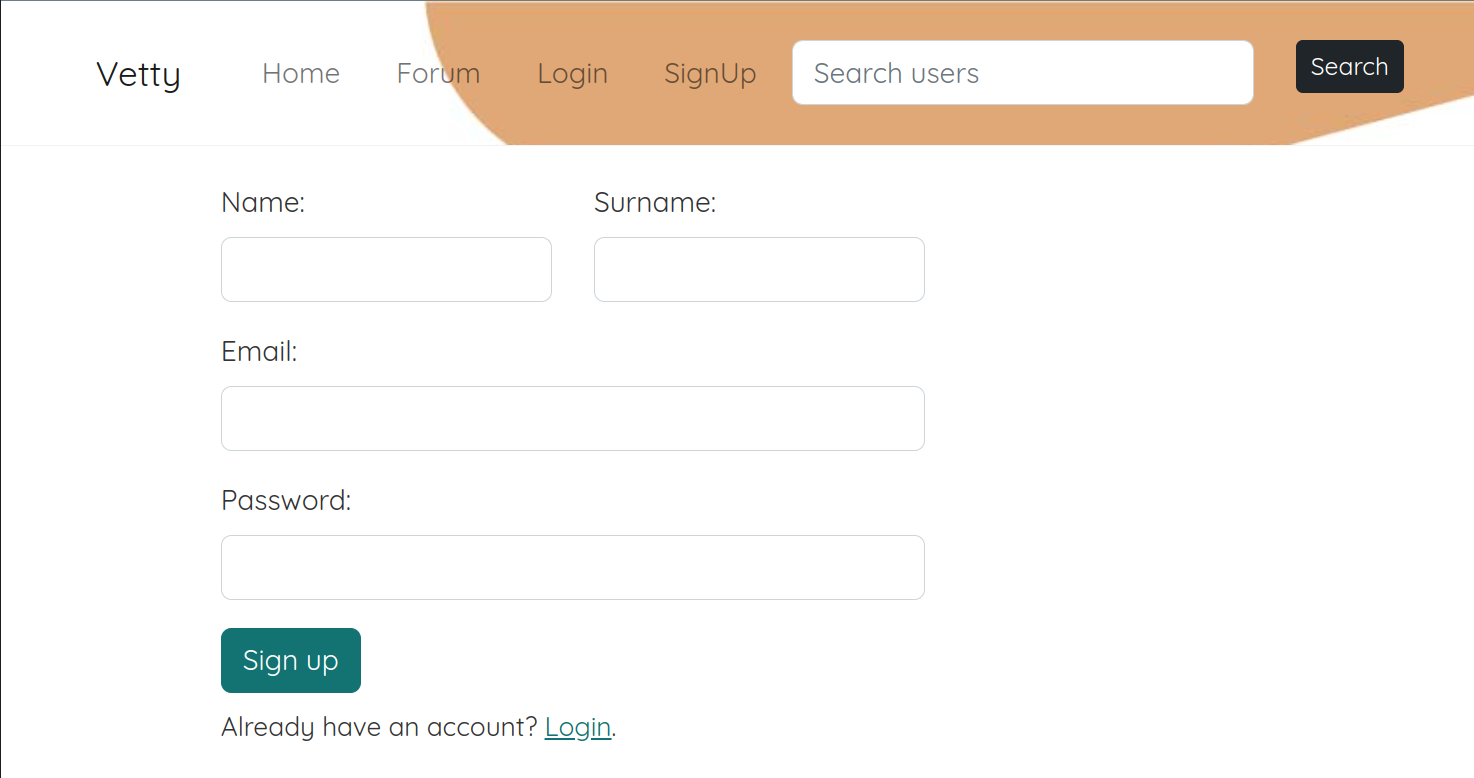 Vetty Home Forum Login SignUp Search users Search
Name: Surname:
Email:
Password:
Sign up
Already have an account? Login.